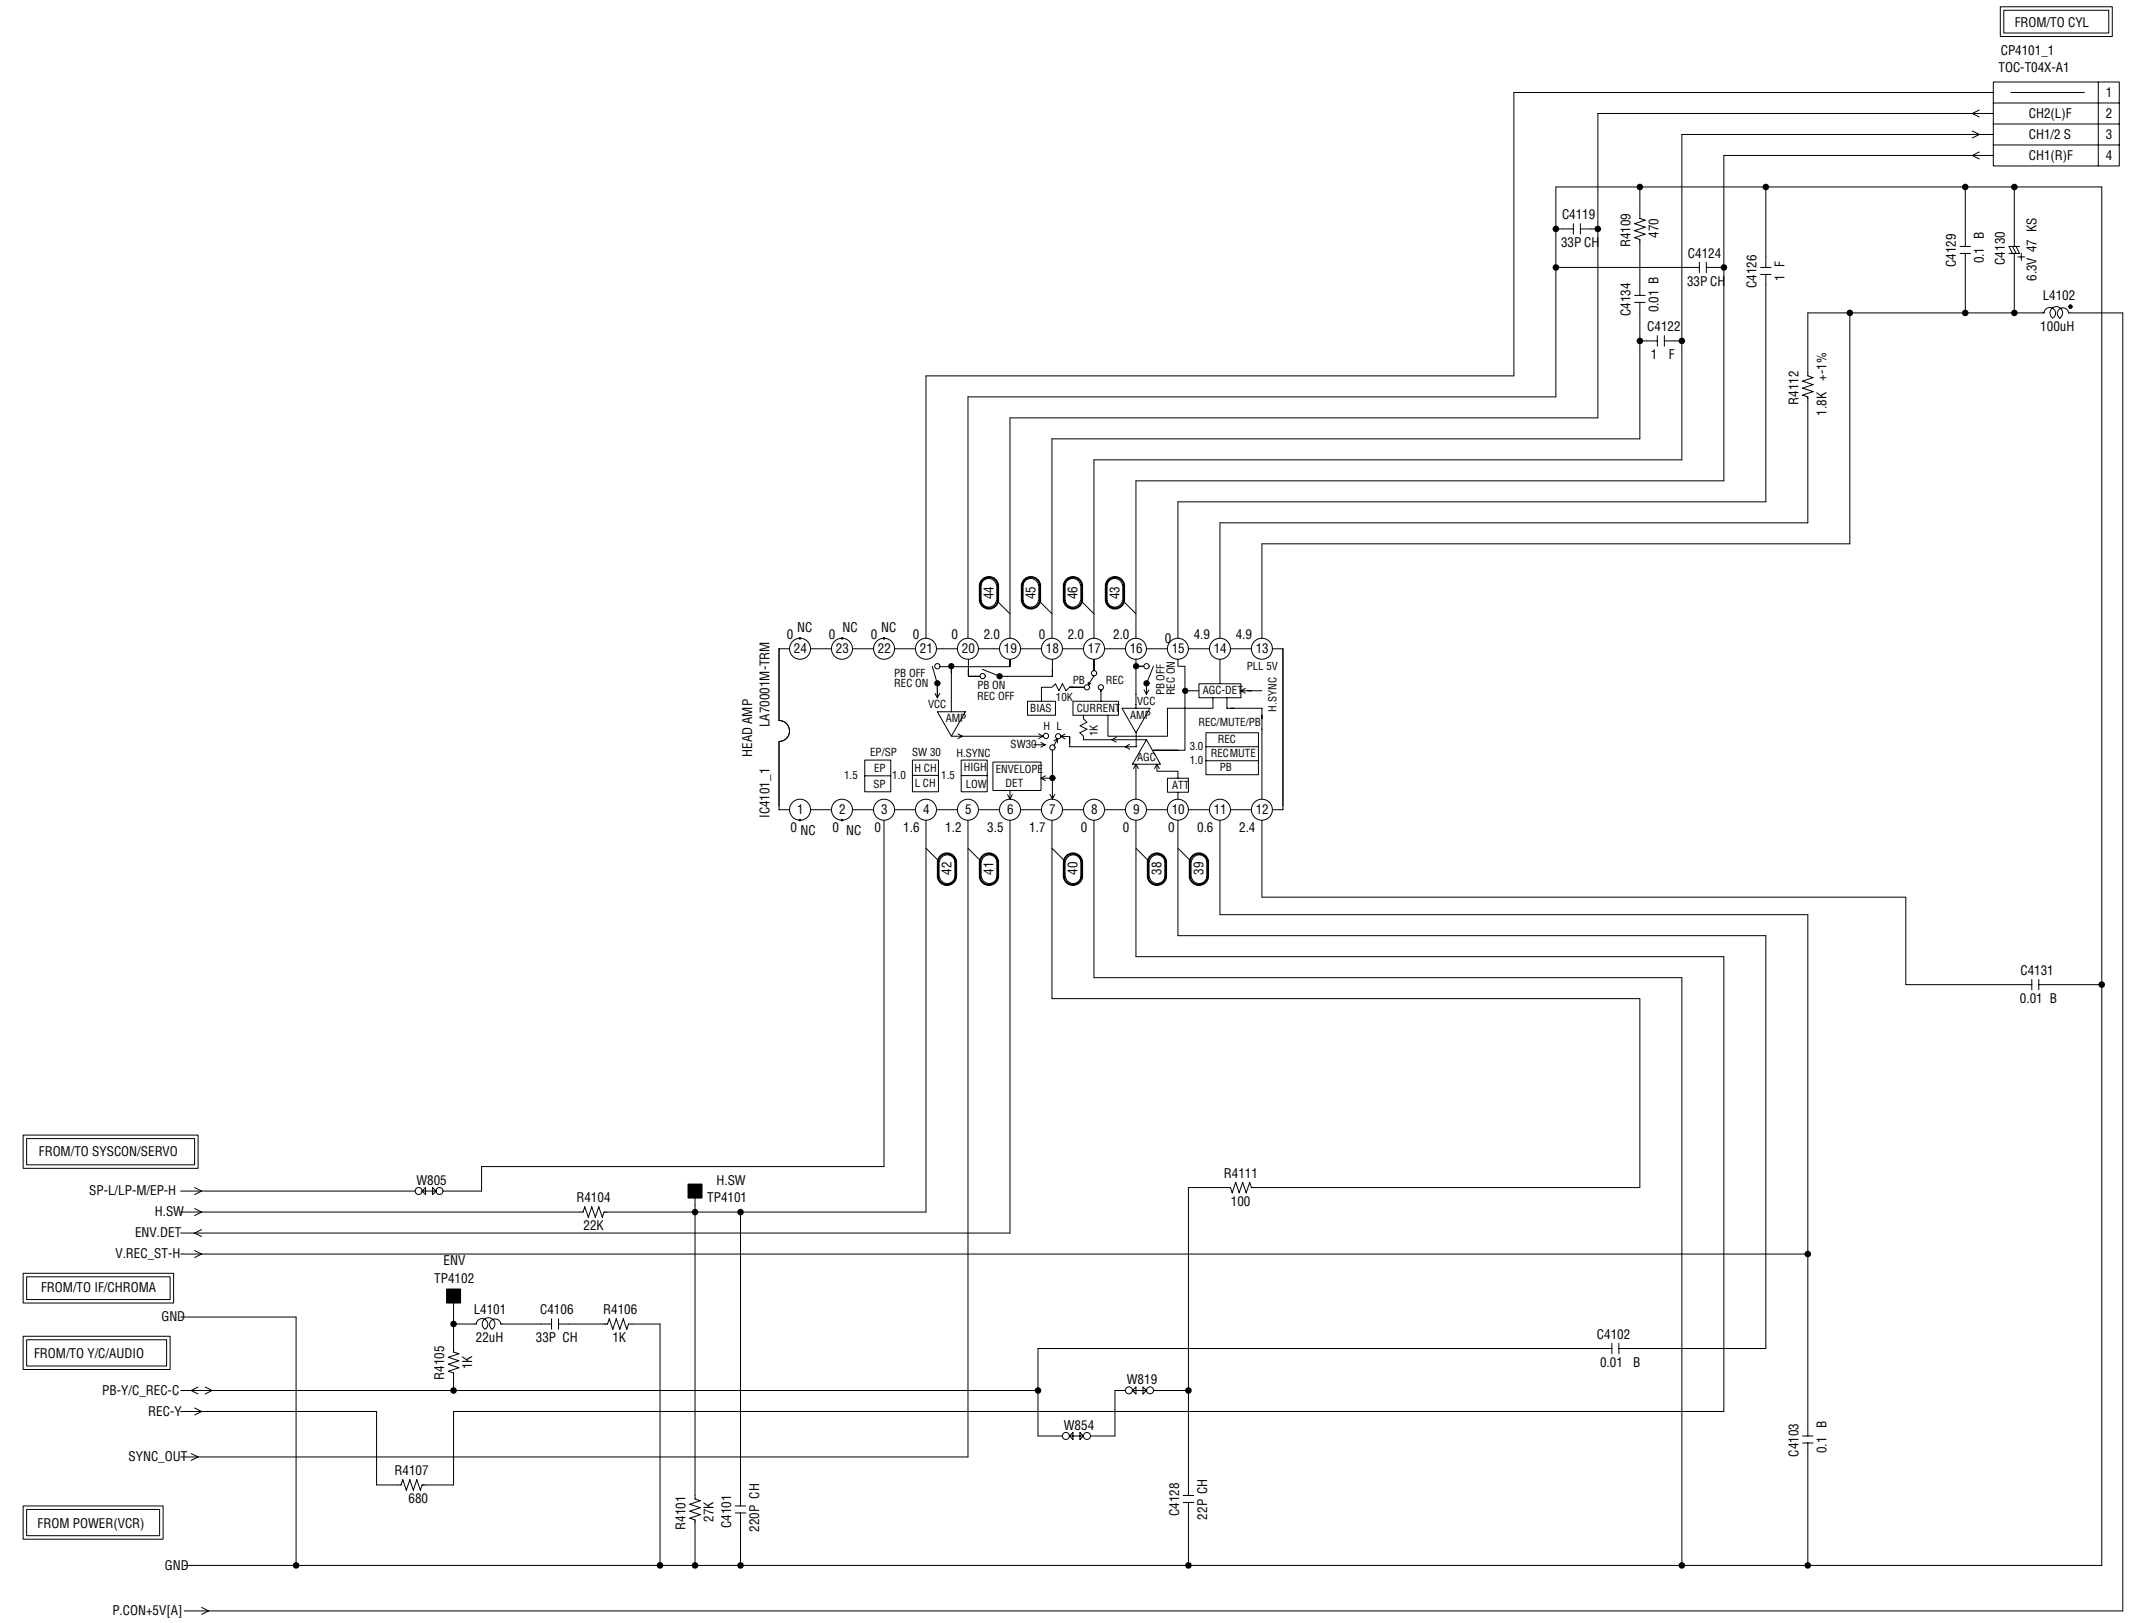 FROM/TO CYL
CP4101_1
TOC-T04X-A1
1
CH2(L)F 2
CH1/2 S 3
CH1(R)F 4
C4119
33P CH
R4109
470
C4124
33P CH
C4126
1 F
C4134
0.01 B
C4122
1 F
C4129
0.1 B
C4130
6.3V 47 KS
+
L4102
100uH
R4112
1.8K +-1%
44
45
46
43
HEAD AMP
LA70001M-TRM
IC4101_1
0 NC 0 NC 0 NC 0 0 2.0 0 2.0 2.0 0 4.9 4.9
24 23 22 21 20 19 18 17 16 15 14 13
PB OFF
REC ON
VCC
AMP
PB ON
REC OFF
PB
REC
10K
BIAS
CURRENT
1K
PB OFF
REC ON
VCC
AMP
AGC-DET
PLL 5V
H.SYNC
H L
SW30
AGC
ATT
REC/MUTE/PB
3.0 REC
RECMUTE
1.0
PB
EP/SP
EP
1.5
SP
SW 30
H CH
1.0
L CH
H.SYNC
HIGH
1.5
LOW
ENVELOPE
DET
1 2 3 4 5 6 7 8 9 10 11 12
0 NC 0 NC 0 1.6 1.2 3.5 1.7 0 0 0 0.6 2.4
42
41
40
38
39
C4131
0.01 B
FROM/TO SYSCON/SERVO
SP-L/LP-M/EP-H
W805
H.SW
R4104
22K
H.SW
TP4101
ENV.DET
V.REC_ST-H
R4111
100
FROM/TO IF/CHROMA
GND
ENV
TP4102
L4101
22uH
C4106
33P CH
R4106
1K
R4105
1K
FROM/TO Y/C/AUDIO
PB-Y/C_REC-C
REC-Y
SYNC_OUT
R4107
680
W819
W854
C4102
0.01 B
C4103
0.1 B
R4101
27K
C4101
220P CH
C4128
22P CH
FROM POWER(VCR)
GND
P.CON+5V[A]